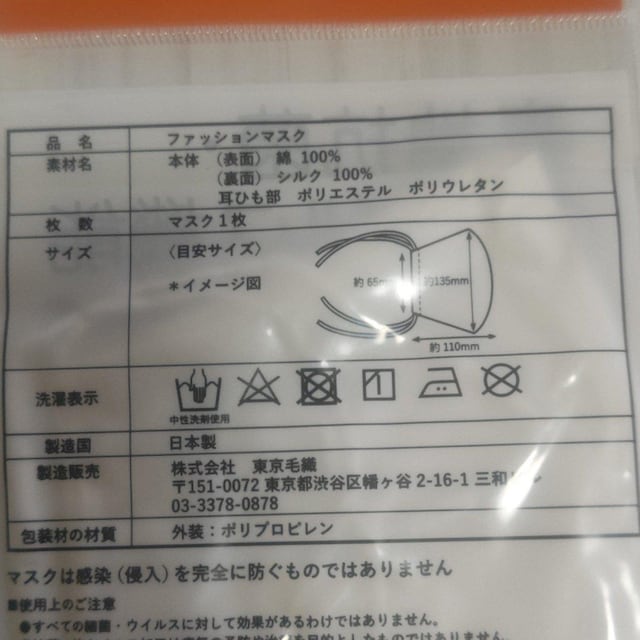 品 名 ファッションマスク
素材名 本体 (表面) 綿 100%
(裏面) シルク 100%
耳ひも部 ポリエステル ポリウレタン
枚 数 マスク1枚
サイズ (目安サイズ)
*イメージ図
約 65
約135mm
約 110mm
洗濯表示
中性洗剤使用
製造国 日本製
製造販売 株式会社 東京毛織
〒151-0072 東京都渋谷区幡ヶ谷 2-16-1 三和
03-3378-0878
包装材の材質 外装：ポリプロピレン
マスクは感染(侵入)を完全に防ぐものではありません
■使用上のご注意
●すべての細菌・ウイルスに対して効果があるわけではありません。